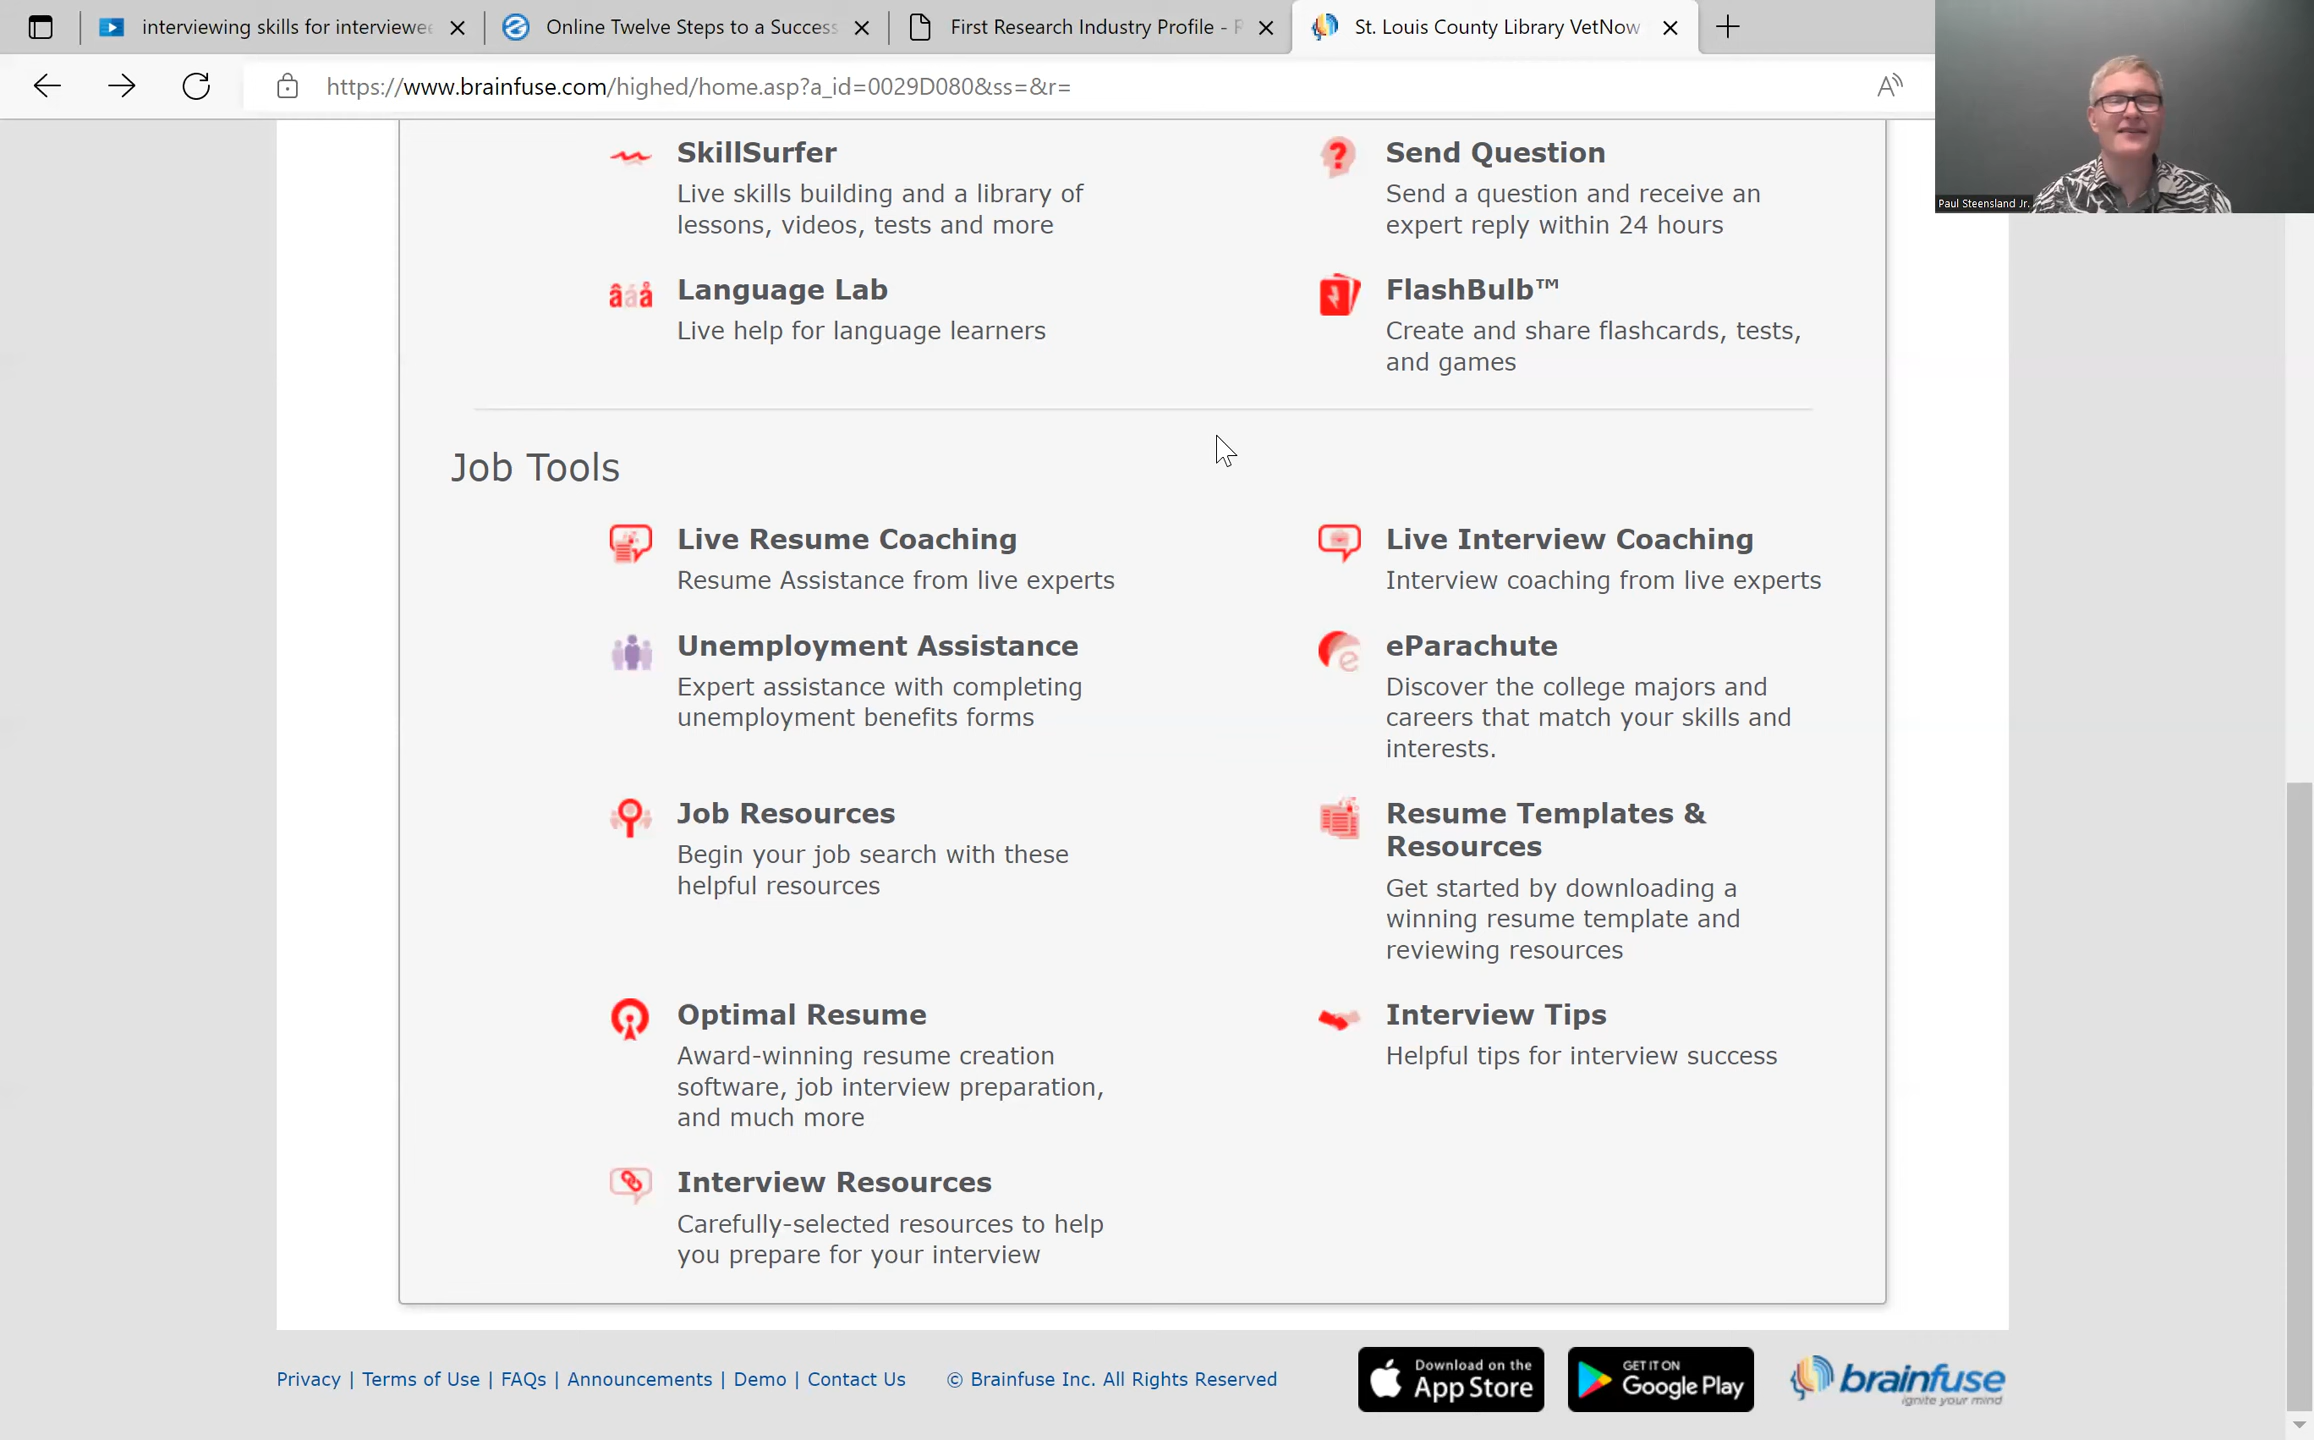 interviewing skills for interviewee
Online Twelve Steps to a Success
First Research Industry Profile -
St. Louis County Library VetNow
https://www.brainfuse.com/highed/home.asp?a_id=0029D080&ss=&r=
Paul Steensland Jr.
SkillSurfer
Live skills building and a library of
lessons, videos, tests and more
Send Question
Send a question and receive an
expert reply within 24 hours
Language Lab
Live help for language learners
FlashBulb™
Create and share flashcards, tests,
and games
Job Tools
Live Resume Coaching
Resume Assistance from live experts
Live Interview Coaching
Interview coaching from live experts
Unemployment Assistance
Expert assistance with completing
unemployment benefits forms
eParachute
Discover the college majors and
careers that match your skills and
interests.
Job Resources
Begin your job search with these
helpful resources
Resume Templates &
Resources
Get started by downloading a
winning resume template and
reviewing resources
Optimal Resume
Award-winning resume creation
software, job interview preparation,
and much more
Interview Tips
Helpful tips for interview success
Interview Resources
Carefully-selected resources to help
you prepare for your interview
Privacy | Terms of Use | FAQs | Announcements | Demo | Contact Us
© Brainfuse Inc. All Rights Reserved
Download on the
App Store
GET IT ON
Google Play
brainfuse
ignite your mind